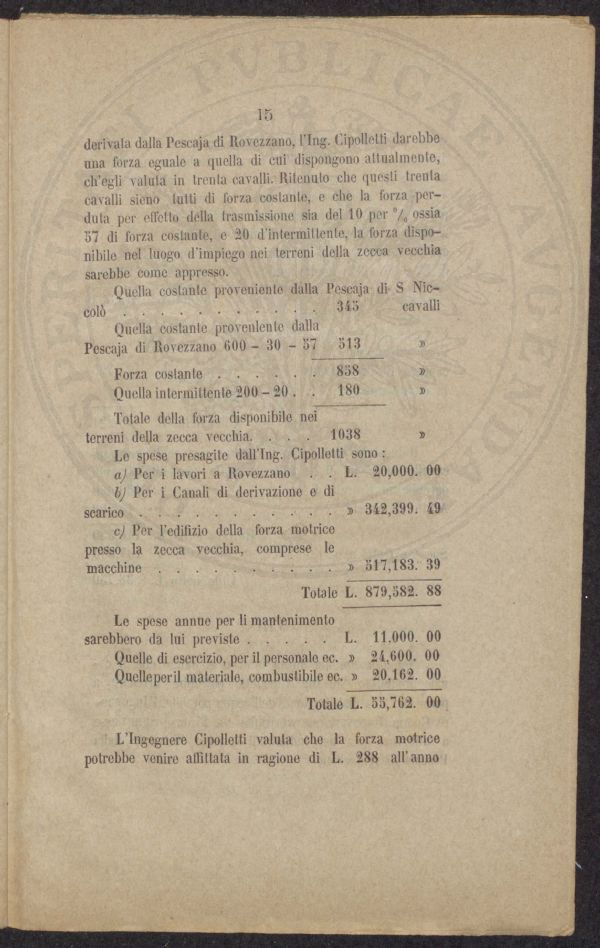 15
derivata dalla Pescaja di Rovezzano, l'Ing. Cipolletti darebbe
una forza eguale a quella di cui dispongono attualmente,
ch'egli valuta in trenta cavalli. Ritenuto che questi trenta
cavalli sieno tutti di forza costante, e che la forza per-
duta per effetto della trasmissione sia del 10 per % ossia
57 di forza costante, e 20 d'intermittente, la forza dispo-
nibile nel luogo d'impiego nei terreni della zecca vecchia
sarebbe come appresso.
Quella costante proveniente dalla Pescaja di S Nic-
colò . . . . . . . . . . . 345 cavalli
Quella costante proveniente dalla
Pescaja di Rovezzano 600 - 30 - 57 513 »
Forza costante . . . . . . 858 »
Quella intermittente 200 - 20 . . 180 »
Totale della forza disponibile nei
terreni della zecca vecchia. . . . 1038 »
Le spese presagite dall'Ing. Cipolletti sono :
a) Per i lavori a Rovezzano . . L. 20,000. 00
b) Per i Canali di derivazione e di
scarico . . . . . . . . . . . » 342,399. 49
c) Per l'edifizio della forza motrice
presso la zecca vecchia, comprese le
macchine . . . . . . . . . . » 517,183. 39
Totale L. 879,582. 88
Le spese annue per li mantenimento
sarebbero da lui previste . . . . . L. 11,000. 00
Quelle di esercizio, per il personale ec. » 24,600. 00
Quelle per il materiale, combustibile ec. » 20,162. 00
Totale L. 55,762. 00
L'Ingegnere Cipolletti valuta che la forza motrice
potrebbe venire affittata in ragione di L. 288 all'anno